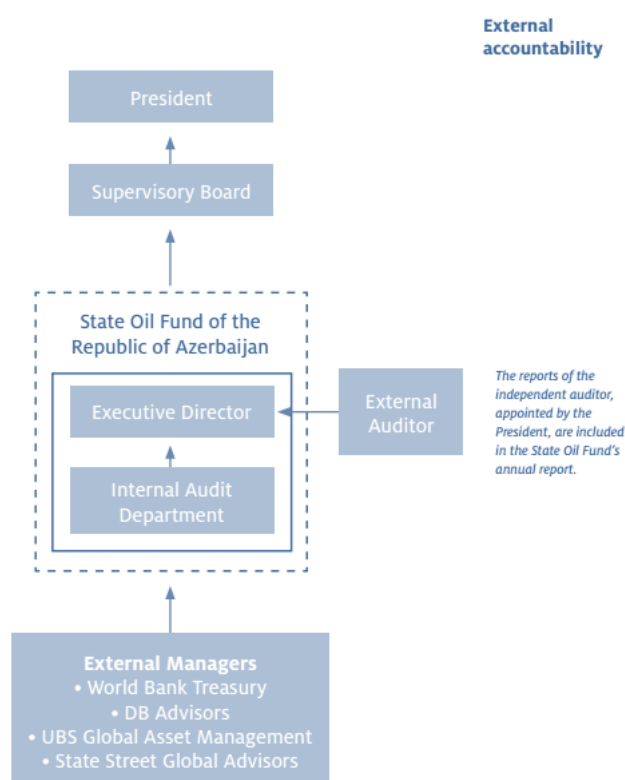 External
accountability
President
Supervisory Board
State Oil Fund of the
Republic of Azerbaijan
Executive Director
External
Auditor
The reports of the
independent auditor,
appointed by the
President, are included
in the State Oil Fund's
annual report.
Internal Audit
Department
External Managers
• World Bank Treasury
• DB Advisors
• UBS Global Asset Management
• State Street Global Advisors